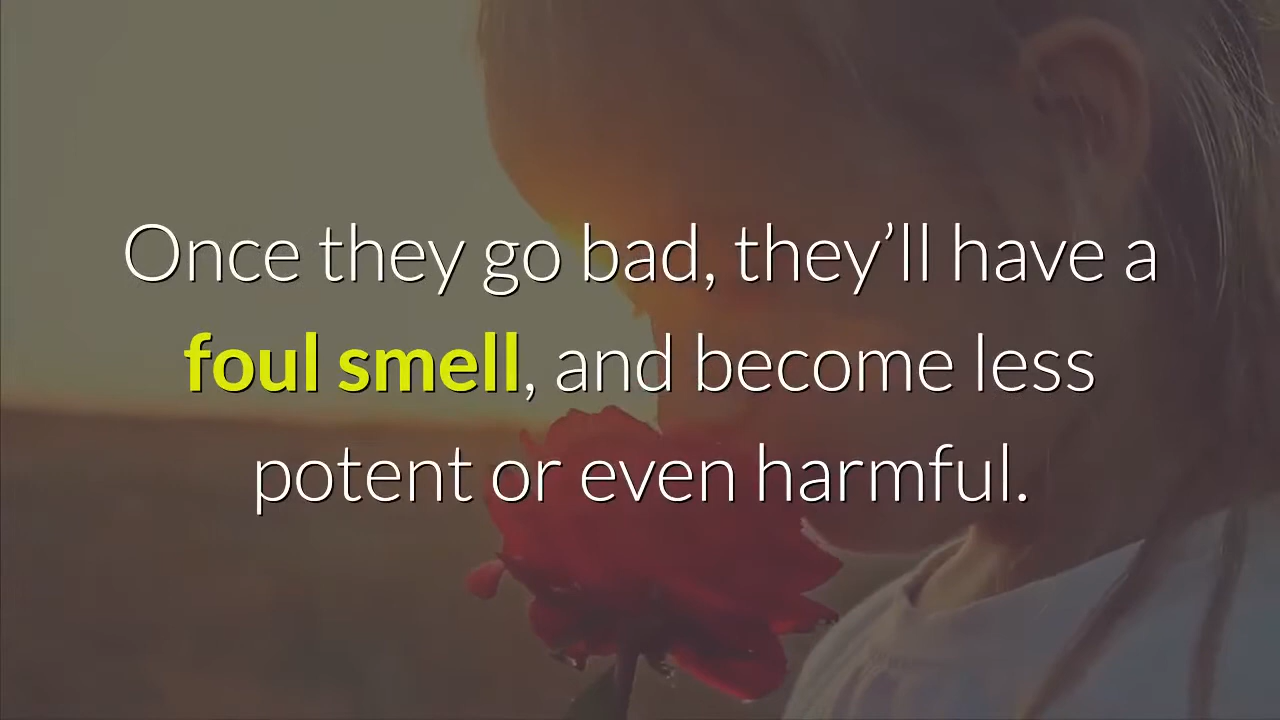 Once they go bad, they’ll have a
foul smell, and become less
potent or even harmful.